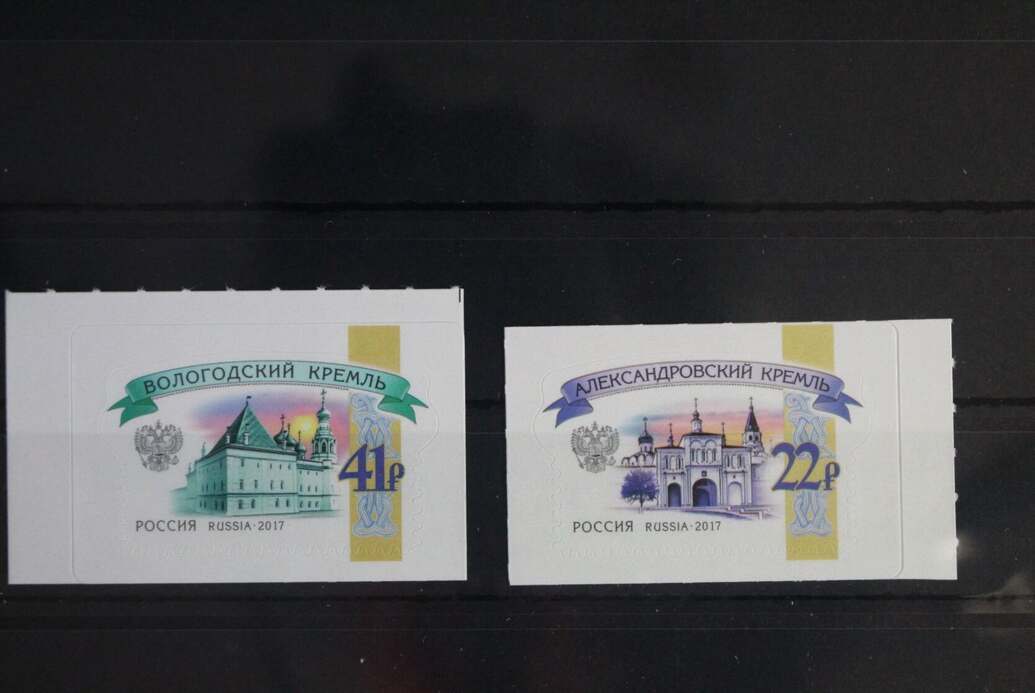 ВОЛОГОДСКИЙ КРЕМЛЬ
41₽
РОССИЯ RUSSIA·2017
АЛЕКСАНДРОВСКИЙ КРЕМЛЬ
22₽
РОССИЯ RUSSIA·2017